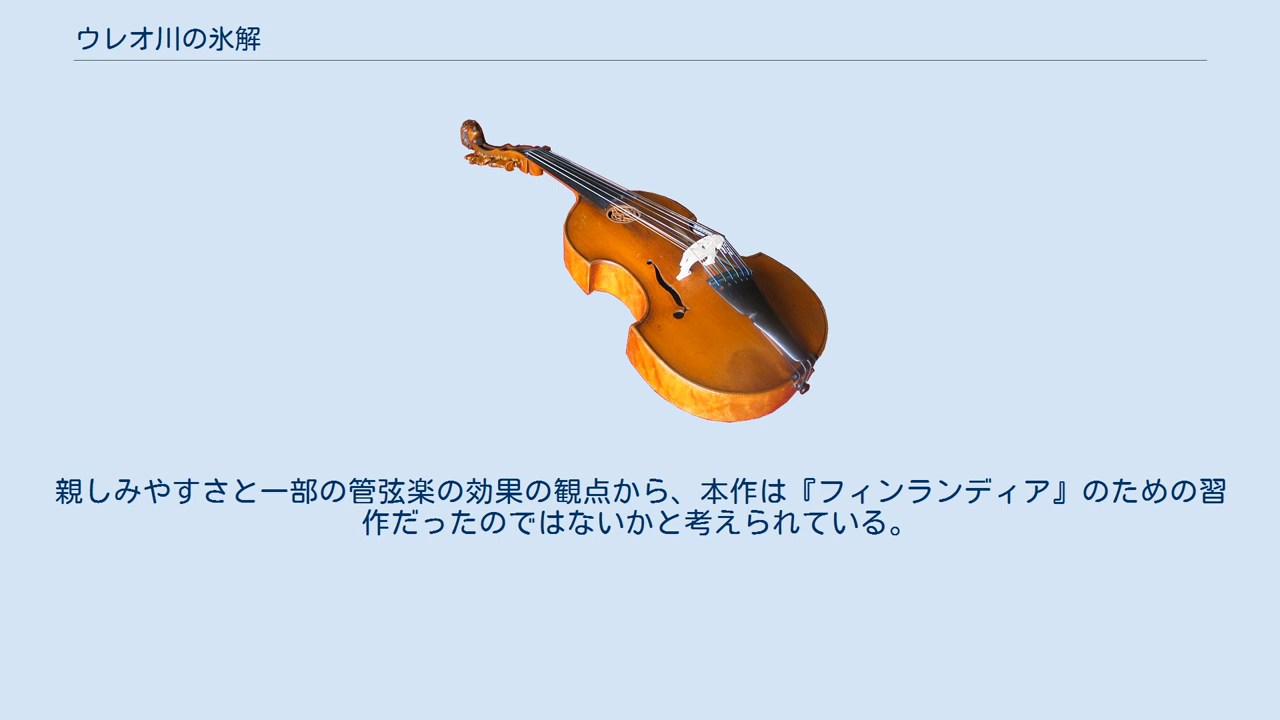 ウレオ川の氷解
親しみやすさと一部の管弦楽の効果の観点から、本作は『フィンランディア』のための習
作だったのではないかと考えられている。